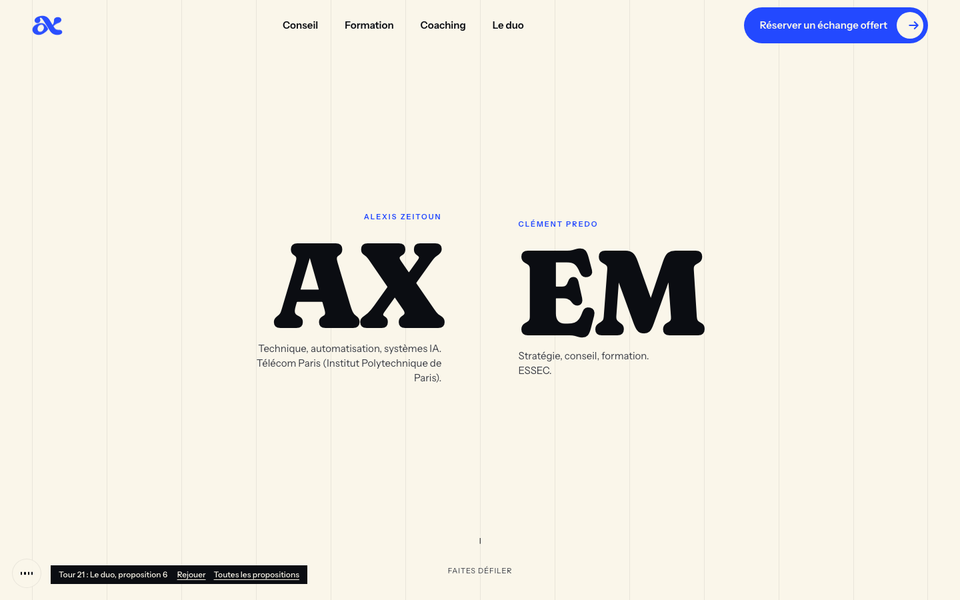 Conseil
Formation
Coaching
Le duo
Réserver un échange offert
ALEXIS ZEITOUN
AX
Technique, automatisation, systèmes IA.
Télécom Paris (Institut Polytechnique de
Paris).
CLÉMENT PREDO
EM
Stratégie, conseil, formation.
ESSEC.
FAITES DÉFILER
Tour 21 : Le duo, proposition 6
Rejouer
Toutes les propositions